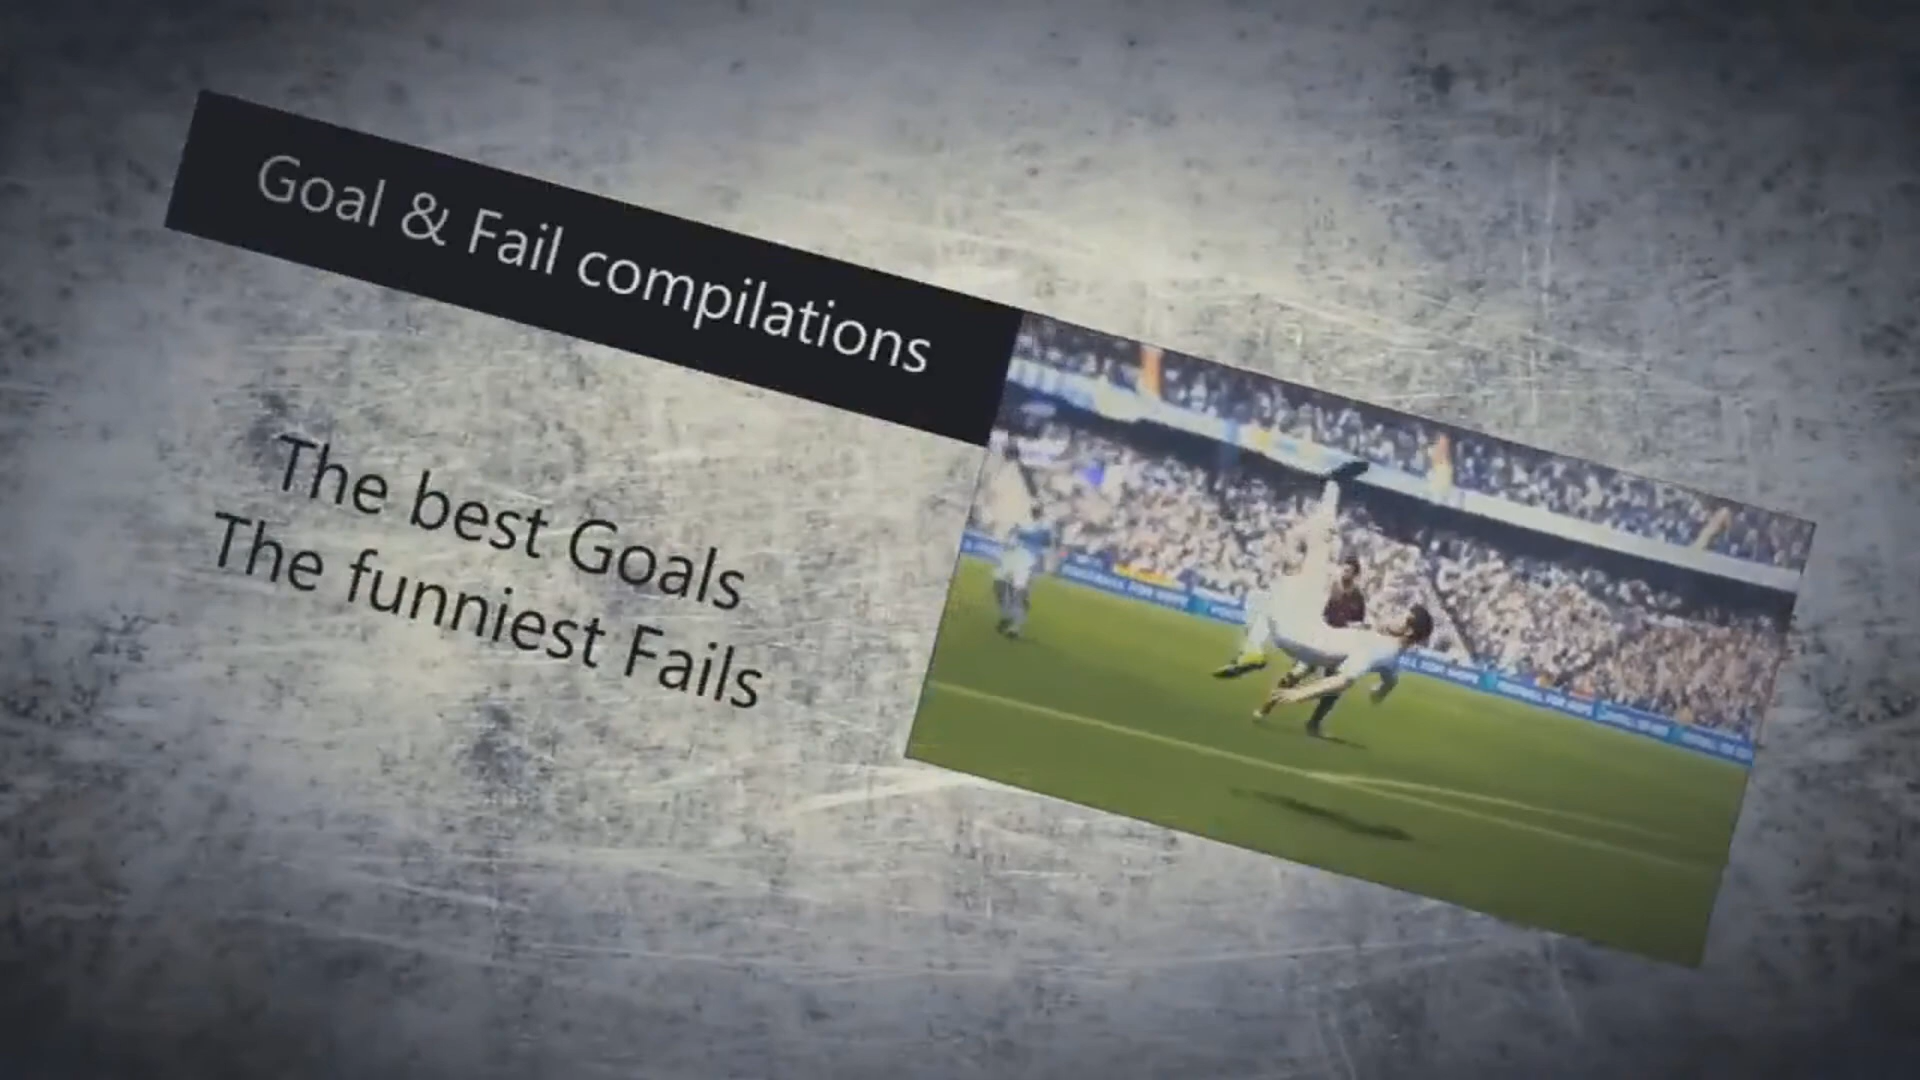 Goal & Fail compilations
The best Goals
The funniest Fails